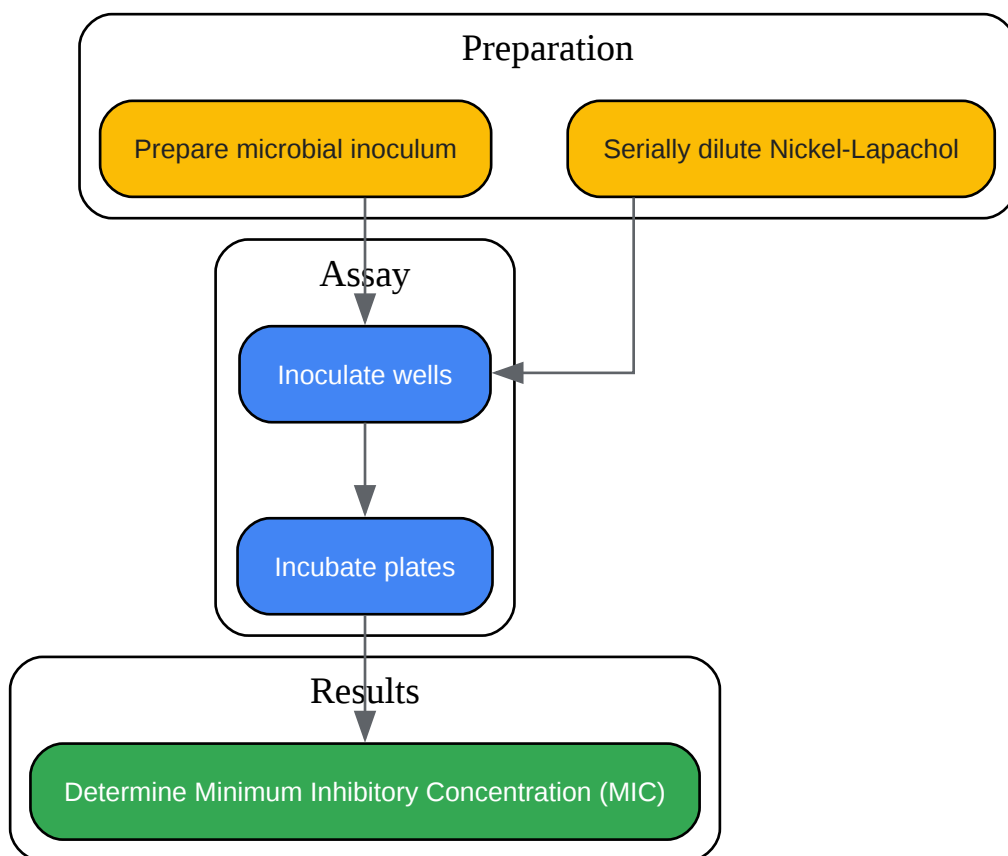 Preparation
Prepare microbial inoculum
Serially dilute Nickel-Lapachol
Assay
Inoculate wells
Incubate plates
Results
Determine Minimum Inhibitory Concentration (MIC)